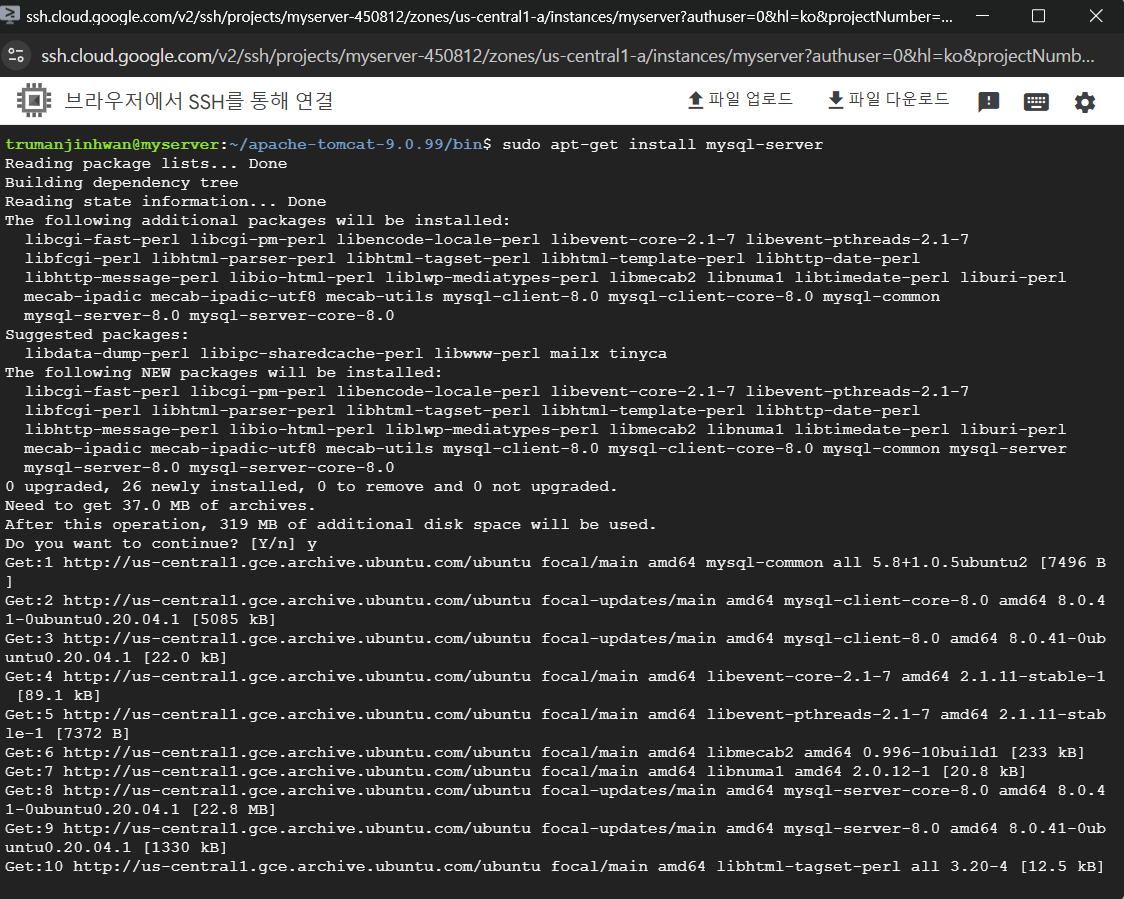 ssh.cloud.google.com/v2/ssh/projects/myserver-450812/zones/us-central1-a/instances/myserver?authuser=0&hl=ko&projectNumber=...
ssh.cloud.google.com/v2/ssh/projects/myserver-450812/zones/us-central1-a/instances/myserver?authuser=0&hl=ko&projectNumb...
브라우저에서 SSH를 통해 연결
파일 업로드
파일 다운로드
trumanjinhwan@myserver:~/apache-tomcat-9.0.99/bin$ sudo apt-get install mysql-server
Reading package lists... Done
Building dependency tree
Reading state information... Done
The following additional packages will be installed:
  libcgi-fast-perl libcgi-pm-perl libencode-locale-perl libevent-core-2.1-7 libevent-pthreads-2.1-7
  libfcgi-perl libhtml-parser-perl libhtml-tagset-perl libhtml-template-perl libhttp-date-perl
  libhttp-message-perl libio-html-perl liblwp-mediatypes-perl libmecab2 libnuma1 libtimedate-perl liburi-perl
  mecab-ipadic mecab-ipadic-utf8 mecab-utils mysql-client-8.0 mysql-client-core-8.0 mysql-common
  mysql-server-8.0 mysql-server-core-8.0
Suggested packages:
  libdata-dump-perl libipc-sharedcache-perl libwww-perl mailx tinyca
The following NEW packages will be installed:
  libcgi-fast-perl libcgi-pm-perl libencode-locale-perl libevent-core-2.1-7 libevent-pthreads-2.1-7
  libfcgi-perl libhtml-parser-perl libhtml-tagset-perl libhtml-template-perl libhttp-date-perl
  libhttp-message-perl libio-html-perl liblwp-mediatypes-perl libmecab2 libnuma1 libtimedate-perl liburi-perl
  mecab-ipadic mecab-ipadic-utf8 mecab-utils mysql-client-8.0 mysql-client-core-8.0 mysql-common mysql-server
  mysql-server-8.0 mysql-server-core-8.0
0 upgraded, 26 newly installed, 0 to remove and 0 not upgraded.
Need to get 37.0 MB of archives.
After this operation, 319 MB of additional disk space will be used.
Do you want to continue? [Y/n] y
Get:1 http://us-central1.gce.archive.ubuntu.com/ubuntu focal/main amd64 mysql-common all 5.8+1.0.5ubuntu2 [7496 B
]
Get:2 http://us-central1.gce.archive.ubuntu.com/ubuntu focal-updates/main amd64 mysql-client-core-8.0 amd64 8.0.4
1-0ubuntu0.20.04.1 [5085 kB]
Get:3 http://us-central1.gce.archive.ubuntu.com/ubuntu focal-updates/main amd64 mysql-client-8.0 amd64 8.0.41-0ub
untu0.20.04.1 [22.0 kB]
Get:4 http://us-central1.gce.archive.ubuntu.com/ubuntu focal/main amd64 libevent-core-2.1-7 amd64 2.1.11-stable-1
 [89.1 kB]
Get:5 http://us-central1.gce.archive.ubuntu.com/ubuntu focal/main amd64 libevent-pthreads-2.1-7 amd64 2.1.11-stab
le-1 [7372 B]
Get:6 http://us-central1.gce.archive.ubuntu.com/ubuntu focal/main amd64 libmecab2 amd64 0.996-10build1 [233 kB]
Get:7 http://us-central1.gce.archive.ubuntu.com/ubuntu focal/main amd64 libnuma1 amd64 2.0.12-1 [20.8 kB]
Get:8 http://us-central1.gce.archive.ubuntu.com/ubuntu focal-updates/main amd64 mysql-server-core-8.0 amd64 8.0.4
1-0ubuntu0.20.04.1 [22.8 MB]
Get:9 http://us-central1.gce.archive.ubuntu.com/ubuntu focal-updates/main amd64 mysql-server-8.0 amd64 8.0.41-0ub
untu0.20.04.1 [1330 kB]
Get:10 http://us-central1.gce.archive.ubuntu.com/ubuntu focal/main amd64 libhtml-tagset-perl all 3.20-4 [12.5 kB]